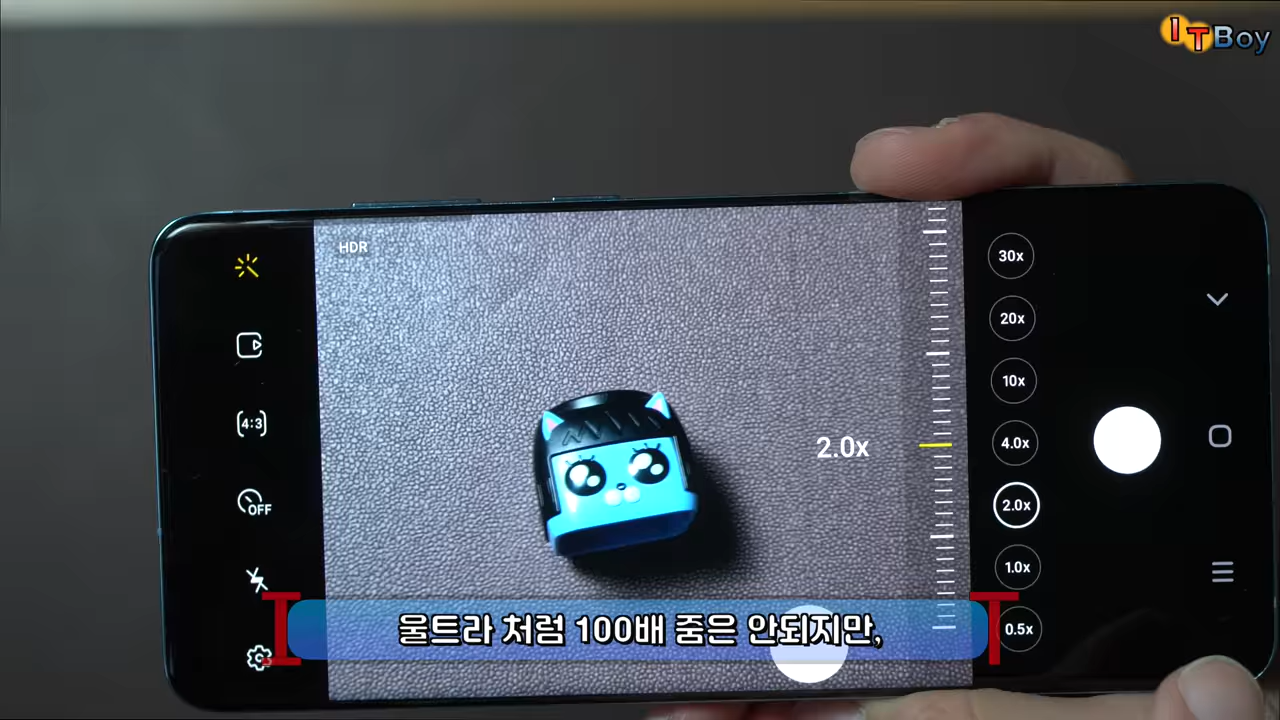 ITBoy
HDR
4:3
OFF
2.0x
30x
20x
10x
4.0x
2.0x
1.0x
0.5x
울트라 처럼 100배 줌은 안되지만,